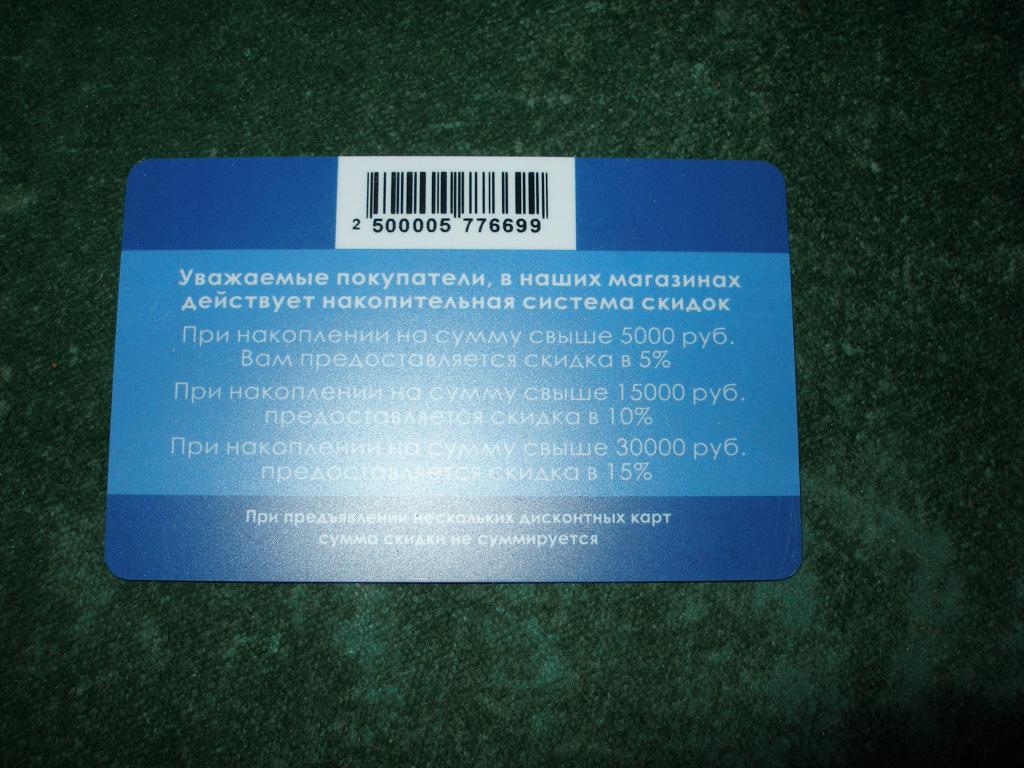 2 500005 776699
Уважаемые покупатели, в наших магазинах
действует накопительная система скидок
При накоплении на сумму свыше 5000 руб.
Вам предоставляется скидка в 5%
При накоплении на сумму свыше 15000 руб.
предоставляется скидка в 10%
При накоплении на сумму свыше 30000 руб.
предоставляется скидка в 15%
При предъявлении нескольких дисконтных карт
сумма скидки не суммируется